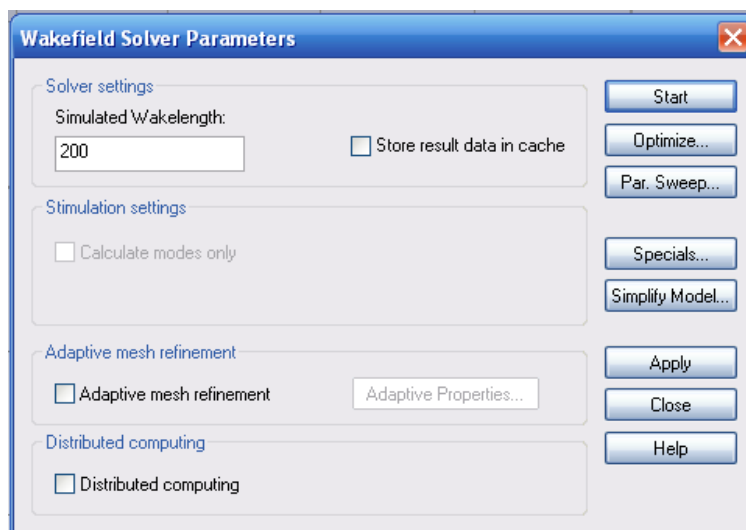 Wakefield Solver Parameters
Solver settings
Simulated Wakelength:
200
Store result data in cache
Stimulation settings
Calculate modes only
Adaptive mesh refinement
Adaptive mesh refinement
Adaptive Properties...
Distributed computing
Distributed computing
Start
Optimize...
Par. Sweep...
Specials...
Simplify Model...
Apply
Close
Help